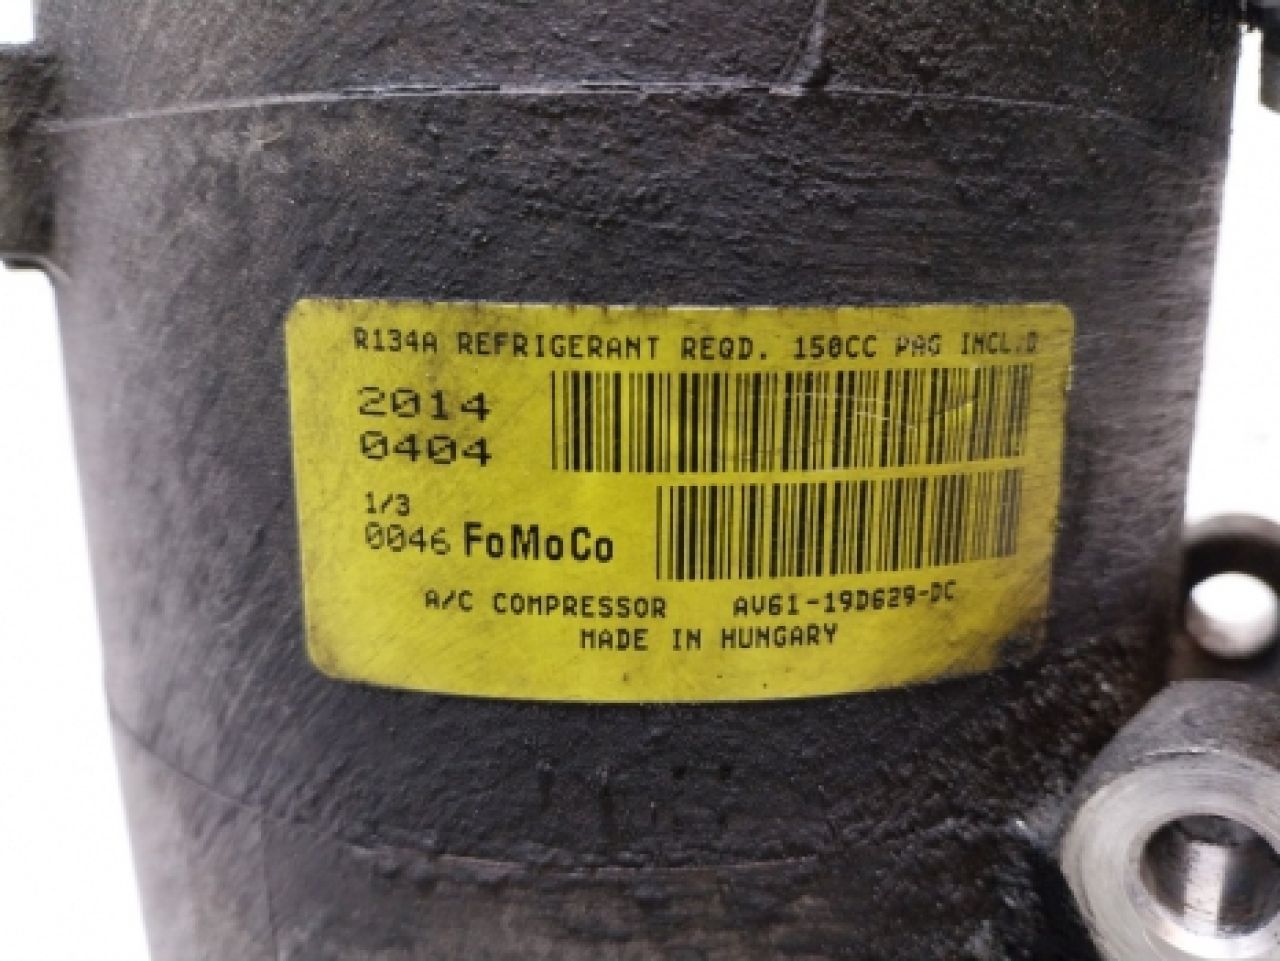 R134A REFRIGERANT REQD. 150CC PAG INCL.D
2014
0404
1/3
0046 FoMoCo
A/C COMPRESSOR AV61-19D629-DC
MADE IN HUNGARY